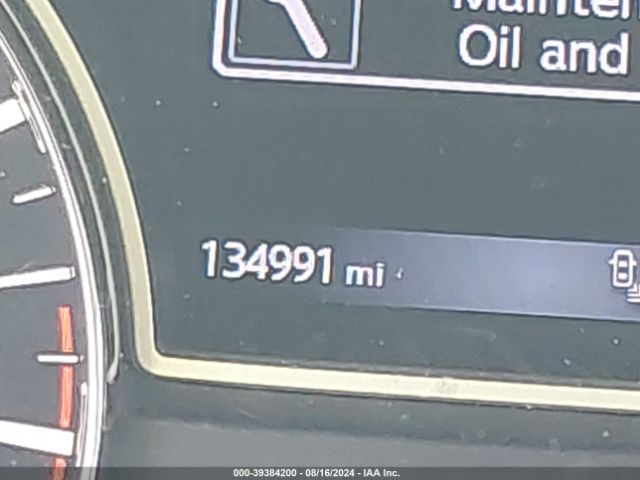 Oil and
134991 mi
000-39384200 - 08/16/2024 - IAA Inc.